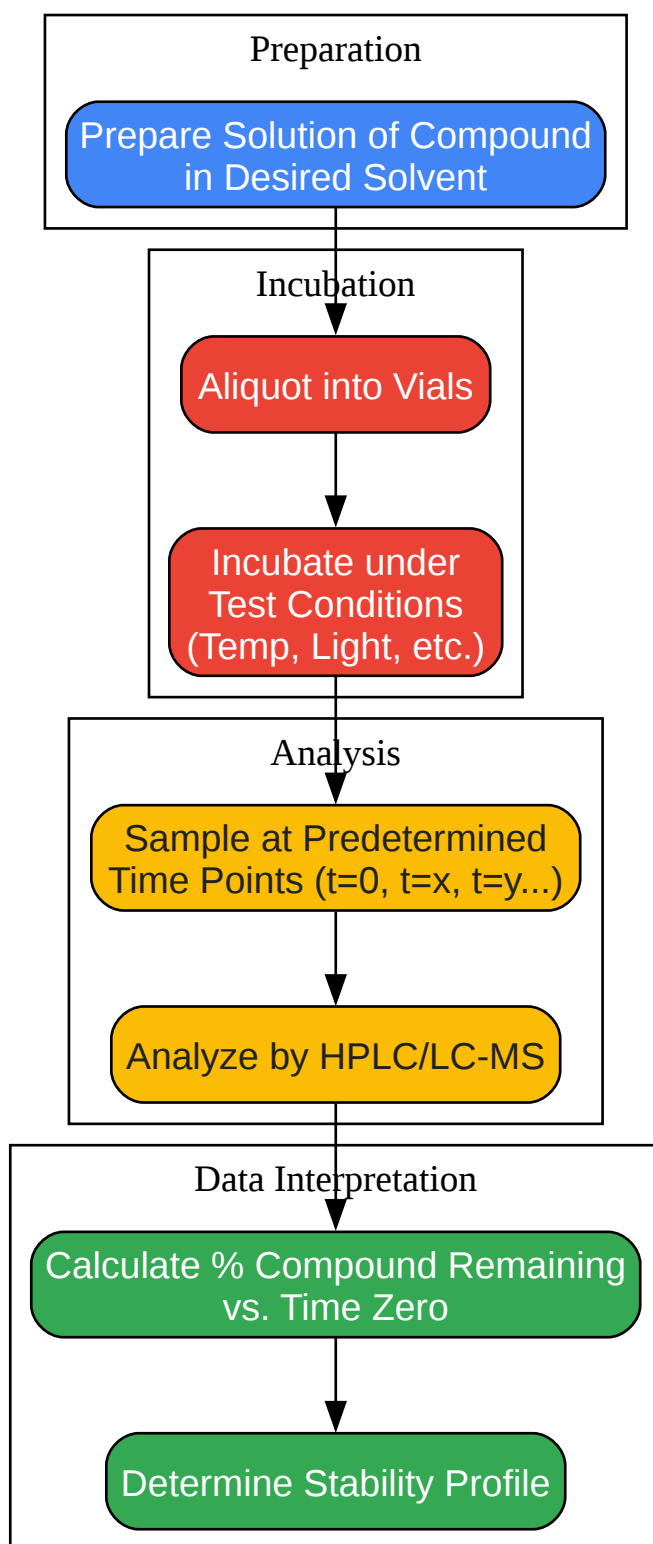 Preparation
Prepare Solution of Compound
in Desired Solvent
Incubation
Aliquot into Vials
Incubate under
Test Conditions
(Temp, Light, etc.)
Analysis
Sample at Predetermined
Time Points (t=0, t=x, t=y...)
Analyze by HPLC/LC-MS
Data Interpretation
Calculate % Compound Remaining
vs. Time Zero
Determine Stability Profile